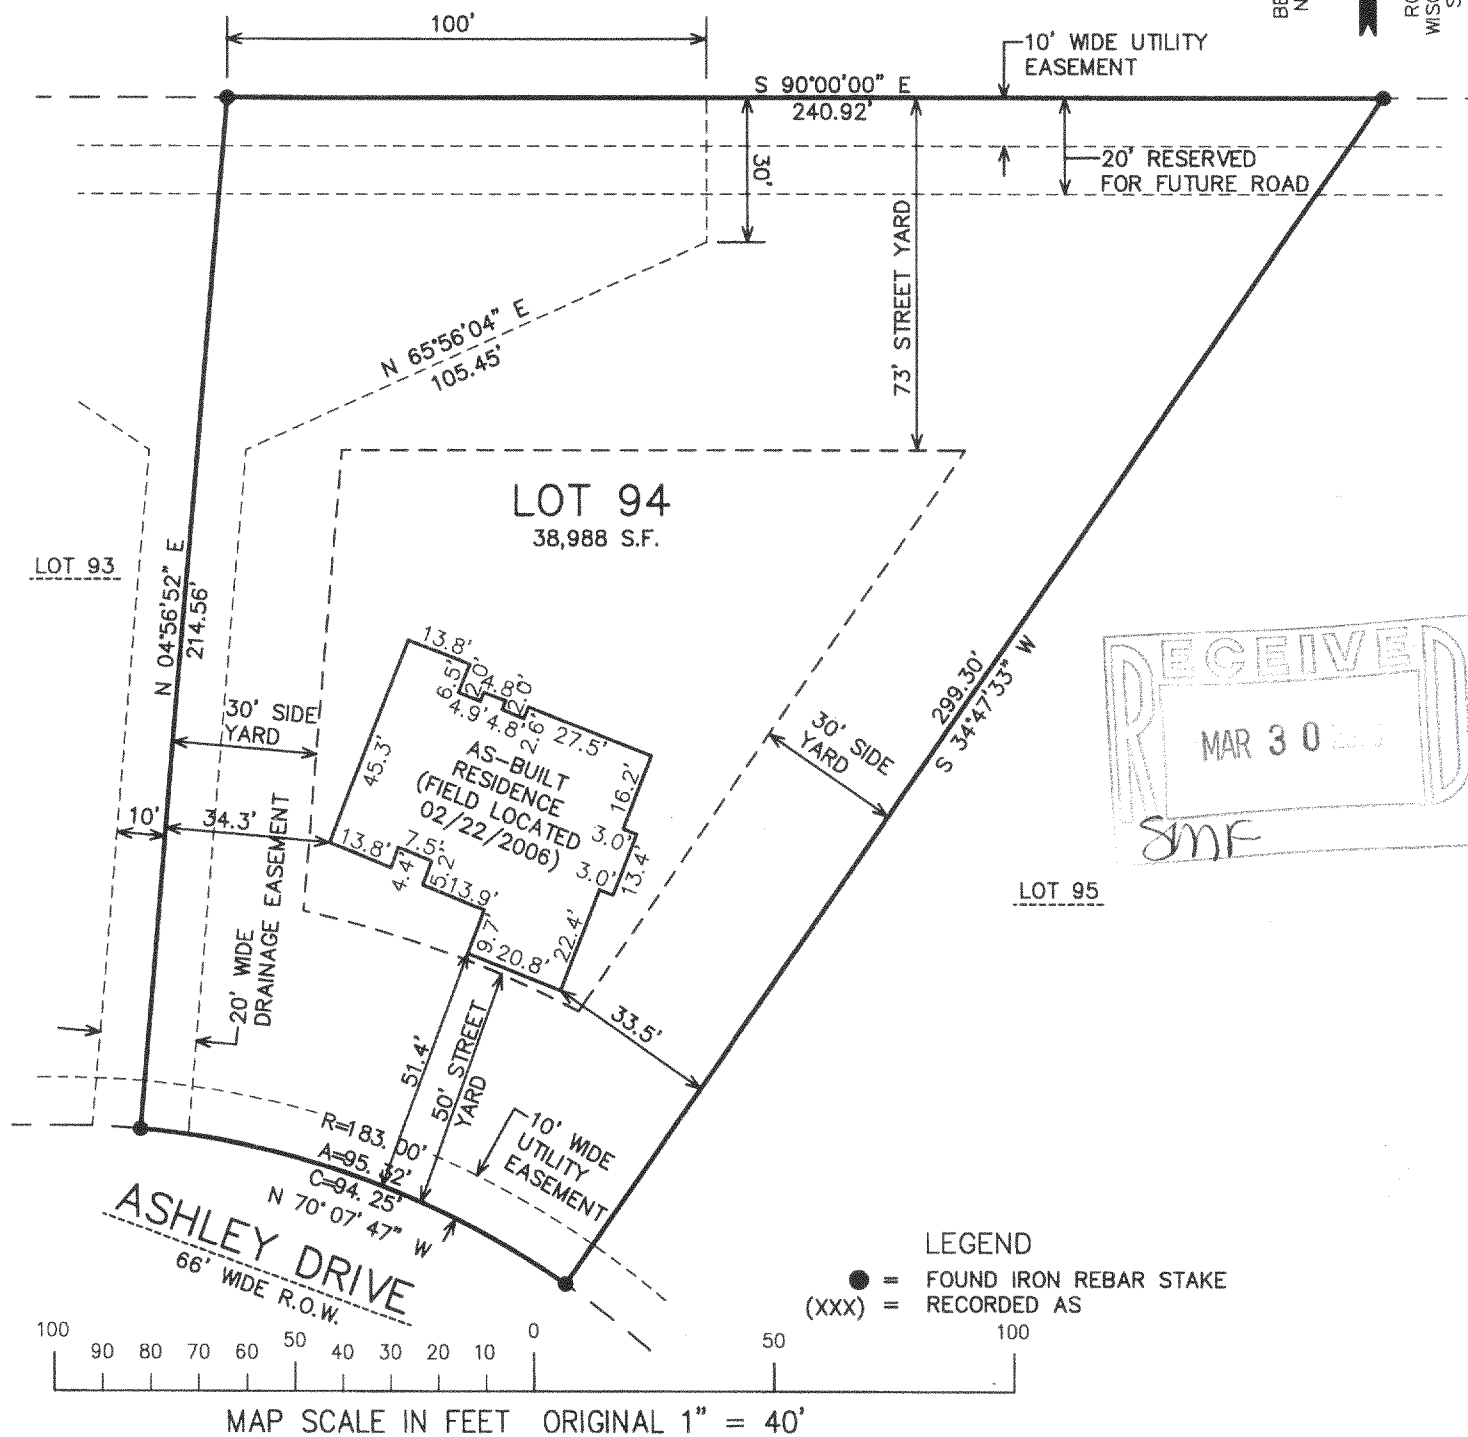 BE
N
RO
WISC
S
100'
10' WIDE UTILITY
EASEMENT
S 90°00'00" E
240.92'
30'
20' RESERVED
FOR FUTURE ROAD
73' STREET YARD
N 65°56'04" E
105.45'
LOT 94
38,988 S.F.
LOT 93
N 04°56'52" E
214.56'
13.8'
6.5'
2.0'
4.9'
4.8'
4.8'
2.0'
2.6'
27.5'
45.3'
AS-BUILT
RESIDENCE
(FIELD LOCATED
02/22/2006)
16.2'
3.0'
13.4'
3.0'
30' SIDE
YARD
30' SIDE
YARD
299.30'
S 34°47'33" W
RECEIVED
MAR 30
SMF
10'
34.3'
13.8'
7.5'
4.4'
5.2'
13.9'
9.7'
20.8'
22.4'
LOT 95
20' WIDE
DRAINAGE EASEMENT
33.5'
51.4'
50' STREET
YARD
10' WIDE
UTILITY
EASEMENT
R=183.00'
A=95.32'
C=94.25'
N 70°07'47" W
ASHLEY DRIVE
66' WIDE R.O.W.
LEGEND
= FOUND IRON REBAR STAKE
(XXX) = RECORDED AS
100 90 80 70 60 50 40 30 20 10 0 50 100
MAP SCALE IN FEET ORIGINAL 1" = 40'